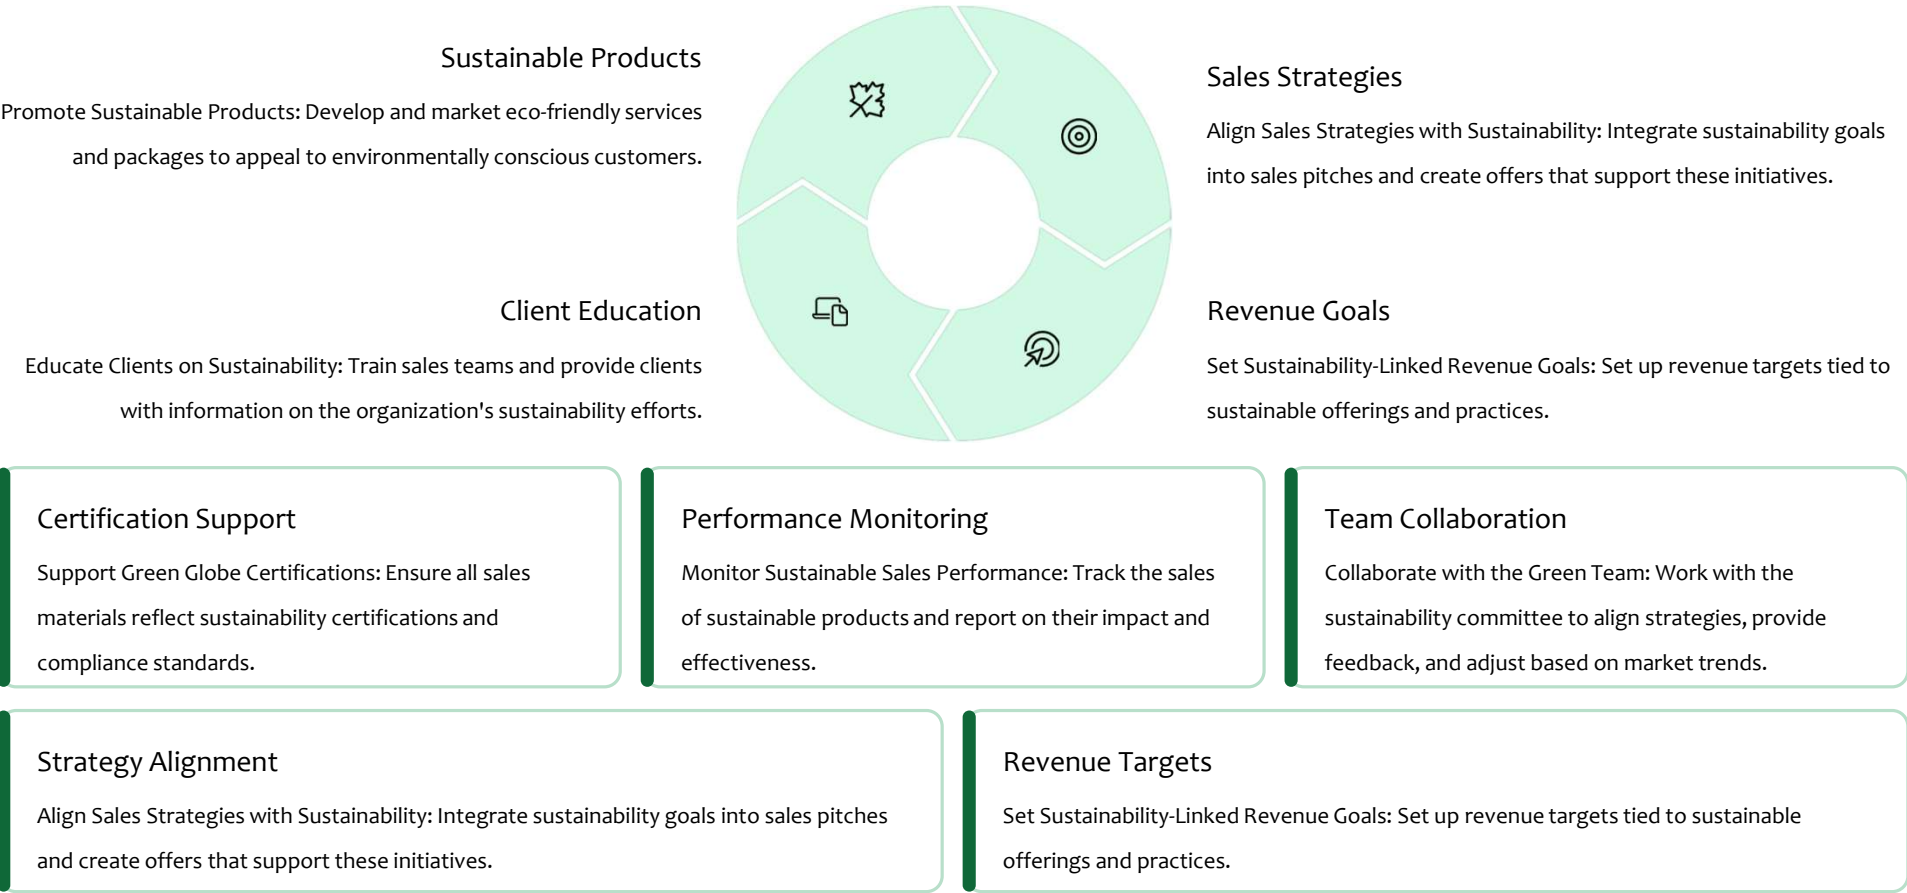 Sustainable Products
Promote Sustainable Products: Develop and market eco-friendly services
and packages to appeal to environmentally conscious customers.
Sales Strategies
Align Sales Strategies with Sustainability: Integrate sustainability goals
into sales pitches and create offers that support these initiatives.
Client Education
Educate Clients on Sustainability: Train sales teams and provide clients
with information on the organization's sustainability efforts.
Revenue Goals
Set Sustainability-Linked Revenue Goals: Set up revenue targets tied to
sustainable offerings and practices.
Certification Support
Support Green Globe Certifications: Ensure all sales
materials reflect sustainability certifications and
compliance standards.
Performance Monitoring
Monitor Sustainable Sales Performance: Track the sales
of sustainable products and report on their impact and
effectiveness.
Team Collaboration
Collaborate with the Green Team: Work with the
sustainability committee to align strategies, provide
feedback, and adjust based on market trends.
Strategy Alignment
Align Sales Strategies with Sustainability: Integrate sustainability goals into sales pitches
and create offers that support these initiatives.
Revenue Targets
Set Sustainability-Linked Revenue Goals: Set up revenue targets tied to sustainable
offerings and practices.